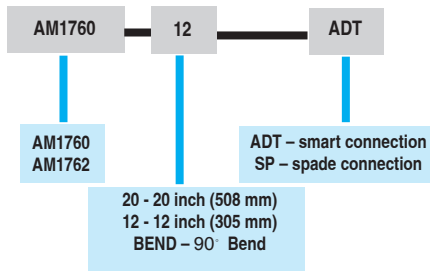 AM1760 12 ADT
AM1760
AM1762
ADT – smart connection
SP – spade connection
20 - 20 inch (508 mm)
12 - 12 inch (305 mm)
BEND – 90° Bend